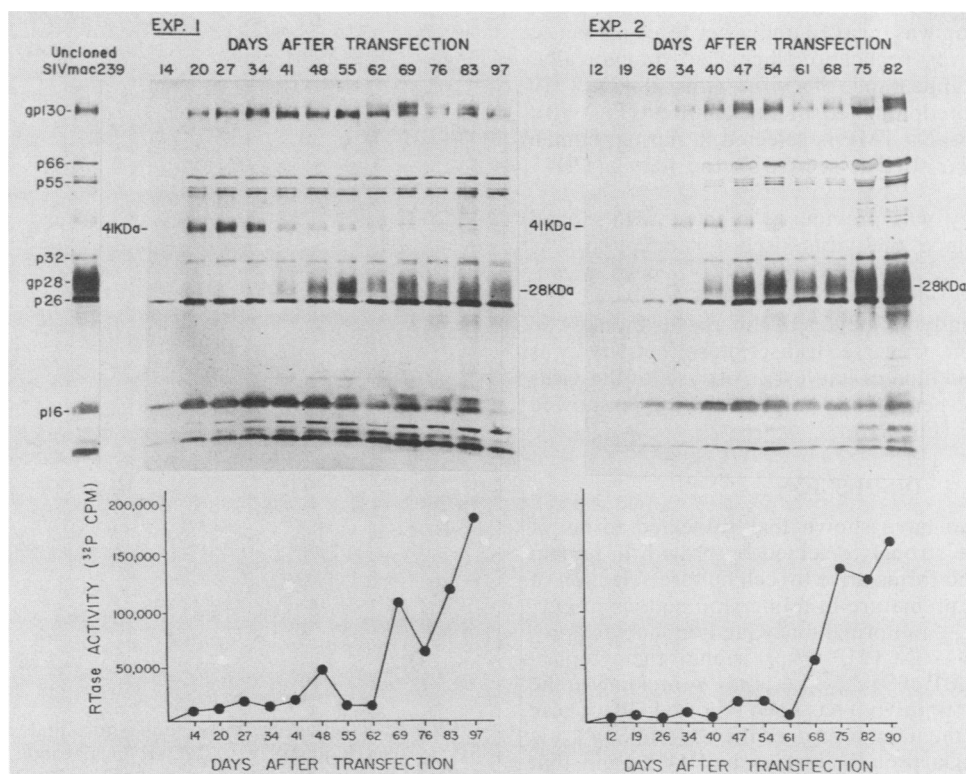 EXP. 1
EXP. 2
Uncloned
SIVmac239
DAYS AFTER TRANSFECTION
14 20 27 34 41 48 55 62 69 76 83 97
DAYS AFTER TRANSFECTION
12 19 26 34 40 47 54 61 68 75 82
gp130-
p66-
p55-
41KDa-
41KDa-
p32-
gp28-
p26-
-28KDa
-28KDa
p16-
RTase ACTIVITY (³²P CPM)
200,000
150,000
100,000
50,000
14 20 27 34 41 48 55 62 69 76 83 97
DAYS AFTER TRANSFECTION
12 19 26 34 40 47 54 61 68 75 82 90
DAYS AFTER TRANSFECTION